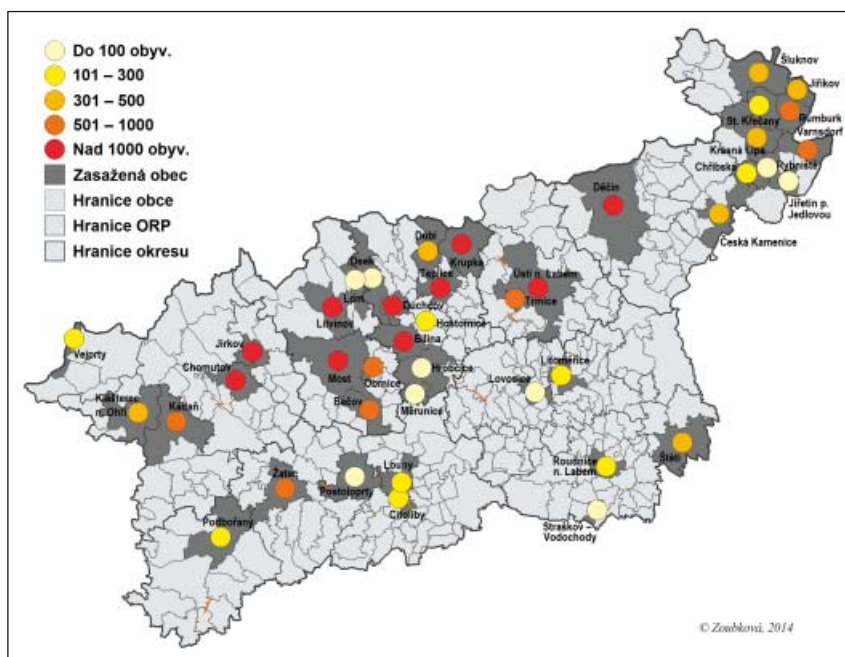 Do 100 obyv.
101 – 300
301 – 500
501 – 1000
Nad 1000 obyv.
Zasažená obec
Hranice obce
Hranice ORP
Hranice okresu
Šluknov
Jiříkov
St. Křečany
Rumburk
Varnsdorf
Krásná Lípa
Chřibská
Rybniště
Jiřetín p.
Jedlovou
Děčín
Česká Kamenice
Dubí
Krupka
Osek
Teplice
Ústí n. Labem
Lom
Duchcov
Trmice
Litvínov
Hostomice
Bílina
Vejprty
Jirkov
Chomutov
Most
Obrnice
Hrobčice
Měrunice
Lovosice
Litoměřice
Klášterec
n. Ohří
Kadaň
Bečov
Žatec
Postoloprty
Louny
Cítoliby
Podbořany
Štětí
n. Labem
Straškov –
Vodochody
© Zoubková, 2014